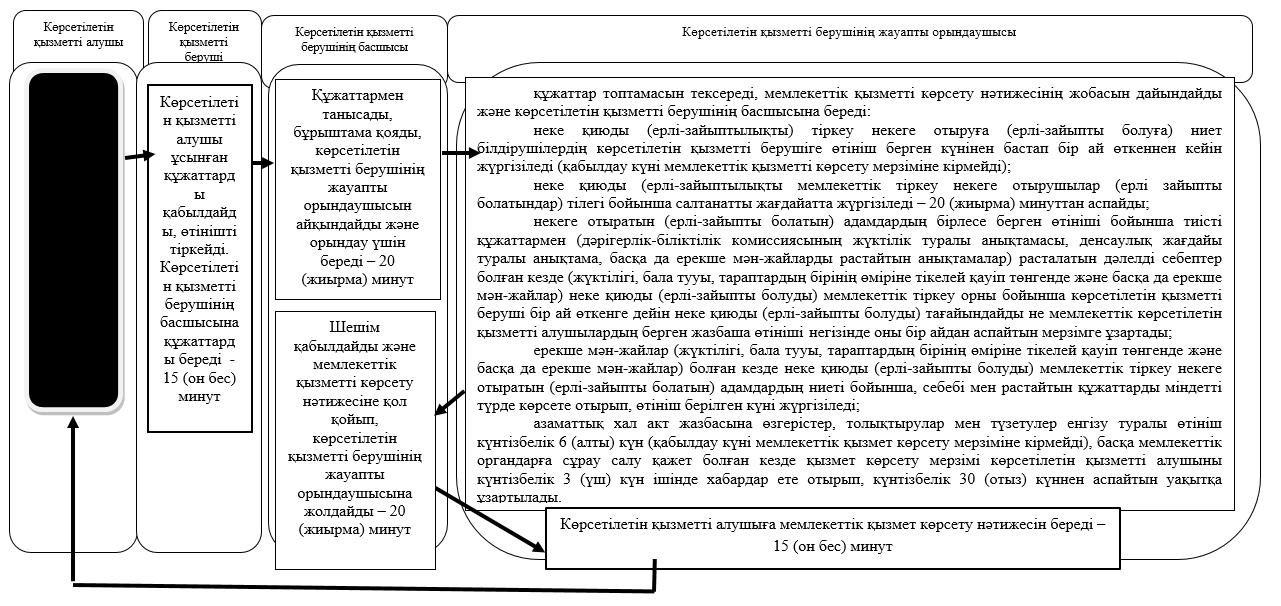 Көрсетілетін
қызметті алушы
Көрсетілетін
қызметті
беруші
Көрсетілетін қызметті
берушінің басшысы
Көрсетілетін қызметті берушінің жауапты орындаушысы
Көрсетілеті
н қызметті
алушы
ұсынған
құжаттард
ы
қабылдайд
ы, өтінішті
тіркейді.
Көрсетілеті
н қызметті
берушінің
басшысына
құжаттард
ы береді -
15 (он бес)
минут
Құжаттармен
танысады,
бұрыштама қояды,
көрсетілетін
қызметті берушінің
жауапты
орындаушысын
айқындайды және
орындау үшін
береді – 20
(жиырма) минут
Шешім
қабылдайды және
мемлекеттік
қызметті көрсету
нәтижесіне қол
қойып,
көрсетілетін
қызметті берушінің
жауапты
орындаушысына
жолдайды – 20
(жиырма) минут
құжаттар топтамасын тексереді, мемлекеттік қызметті көрсету нәтижесінің жобасын дайындайды
және көрсетілетін қызметті берушінің басшысына береді:
неке қиюды (ерлі-зайыптылықты) тіркеу некеге отыруға (ерлі-зайыпты болуға) ниет
білдірушілердің көрсетілетін қызметті берушіге өтініш берген күнінен бастап бір ай өткеннен кейін
жүргізіледі (қабылдау күні мемлекеттік қызметті көрсету мерзіміне кірмейді);
неке қиюды (ерлі-зайыптылықты мемлекеттік тіркеу некеге отырушылар (ерлі зайыпты
болатындар) тілегі бойынша салтанатты жағдайатта жүргізіледі – 20 (жиырма) минуттан аспайды;
некеге отыратын (ерлі-зайыпты болатын) адамдардың бірлесе берген өтініші бойынша тиісті
құжаттармен (дәрігерлік-біліктілік комиссиясының жүктілік туралы анықтамасы, денсаулық жағдайы
туралы анықтама, басқа да ерекше мән-жайларды растайтын анықтамалар) расталатын дәлелді себептер
болған кезде (жүктілігі, бала тууы, тараптардың бірінің өміріне тікелей қауіп төнгенде және басқа да ерекше
мән-жайлар) неке қиюды (ерлі-зайыпты болуды) мемлекеттік тіркеу орны бойынша көрсетілетін қызметті
беруші бір ай өткенге дейін неке қиюды (ерлі-зайыпты болуды) тағайындайды не мемлекеттік көрсетілетін
қызметті алушылардың берген жазбаша өтініші негізінде оны бір айдан аспайтын мерзімге ұзартады;
ерекше мән-жайлар (жүктілігі, бала тууы, тараптардың бірінің өміріне тікелей қауіп төнгенде және
басқа да ерекше мән-жайлар) болған кезде неке қиюды (ерлі-зайыпты болуды) мемлекеттік тіркеу некеге
отыратын (ерлі-зайыпты болатын) адамдардың ниеті бойынша, себебі мен растайтын құжаттарды міндетті
түрде көрсете отырып, өтініш берілген күні жүргізіледі;
азаматтық хал акт жазбасына өзгерістер, толықтырулар мен түзетулер енгізу туралы өтініш
күнтізбелік 6 (алты) күн (қабылдау күні мемлекеттік қызмет көрсету мерзіміне кірмейді), басқа мемлекеттік
органдарға сұрау салу қажет болған кезде қызмет көрсету мерзімі көрсетілетін қызметті алушыны
күнтізбелік 3 (үш) күн ішінде хабардар ете отырып, күнтізбелік 30 (отыз) күннен аспайтын уақытқа
ұзартылады.
Көрсетілетін қызметті алушыға мемлекеттік қызмет көрсету нәтижесін береді –
15 (он бес) минут